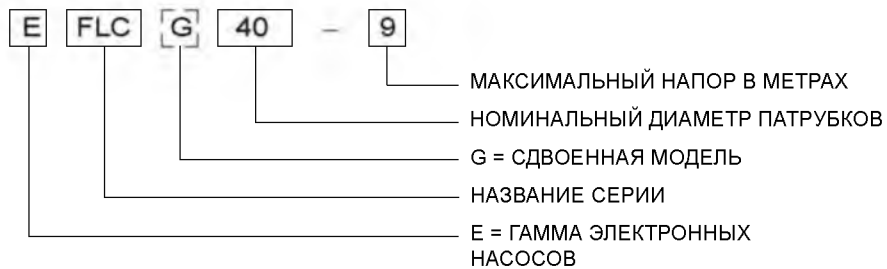 E FLC G 40 – 9
МАКСИМАЛЬНЫЙ НАПОР В МЕТРАХ
НОМИНАЛЬНЫЙ ДИАМЕТР ПАТРУБКОВ
G = СДВОЕННАЯ МОДЕЛЬ
НАЗВАНИЕ СЕРИИ
E = ГАММА ЭЛЕКТРОННЫХ
НАСОСОВ